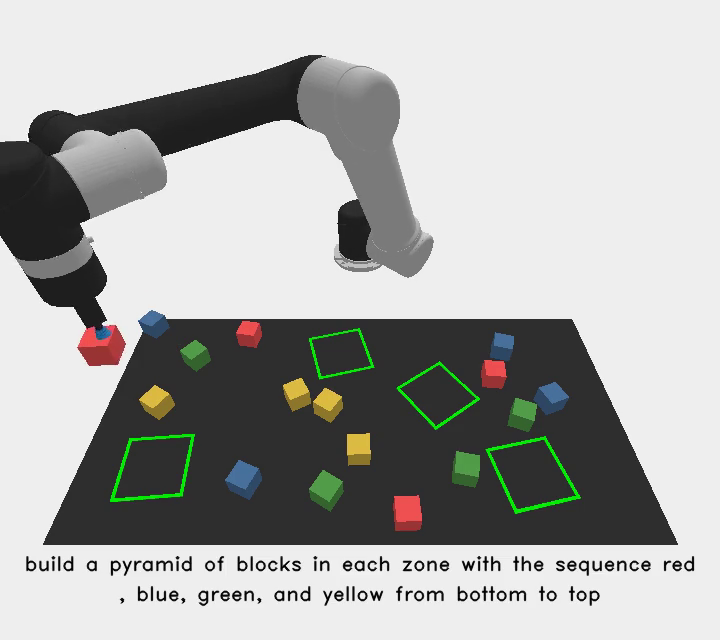 build a pyramid of blocks in each zone with the sequence red
, blue, green, and yellow from bottom to top